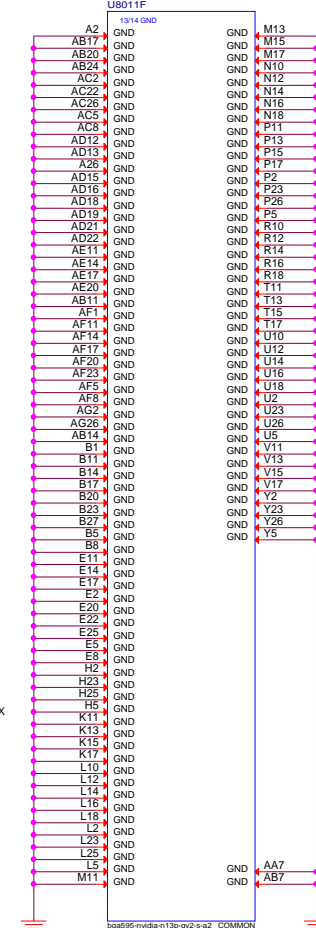 U8011F
13/14 GND
A2 GND GND M13
AB17 GND GND M15
AB20 GND GND M17
AB24 GND GND N10
AC2 GND GND N12
AC22 GND GND N14
AC26 GND GND N16
AC5 GND GND N18
AC8 GND GND P11
AD12 GND GND P13
AD13 GND GND P15
A26 GND GND P17
AD15 GND GND P2
AD16 GND GND P23
AD18 GND GND P26
AD19 GND GND P5
AD21 GND GND R10
AD22 GND GND R12
AE11 GND GND R14
AE14 GND GND R16
AE17 GND GND R18
AE20 GND GND T11
AB11 GND GND T13
AF1 GND GND T15
AF11 GND GND T17
AF14 GND GND U10
AF17 GND GND U12
AF20 GND GND U14
AF23 GND GND U16
AF5 GND GND U18
AF8 GND GND U2
AG2 GND GND U23
AG26 GND GND U26
AB14 GND GND U5
B1 GND GND V11
B11 GND GND V13
B14 GND GND V15
B17 GND GND V17
B20 GND GND Y2
B23 GND GND Y23
B27 GND GND Y26
B5 GND GND Y5
B8 GND
E11 GND
E14 GND
E17 GND
E2 GND
E20 GND
E22 GND
E25 GND
E5 GND
E8 GND
H2 GND
H23 GND
H25 GND
X H5 GND
K11 GND
K13 GND
K15 GND
K17 GND
L10 GND
L12 GND
L14 GND
L16 GND
L18 GND
L2 GND
L23 GND
L25 GND
L5 GND GND AA7
M11 GND GND AB7
bga595-nvidia-n13p-gv2-s-a2 COMMON